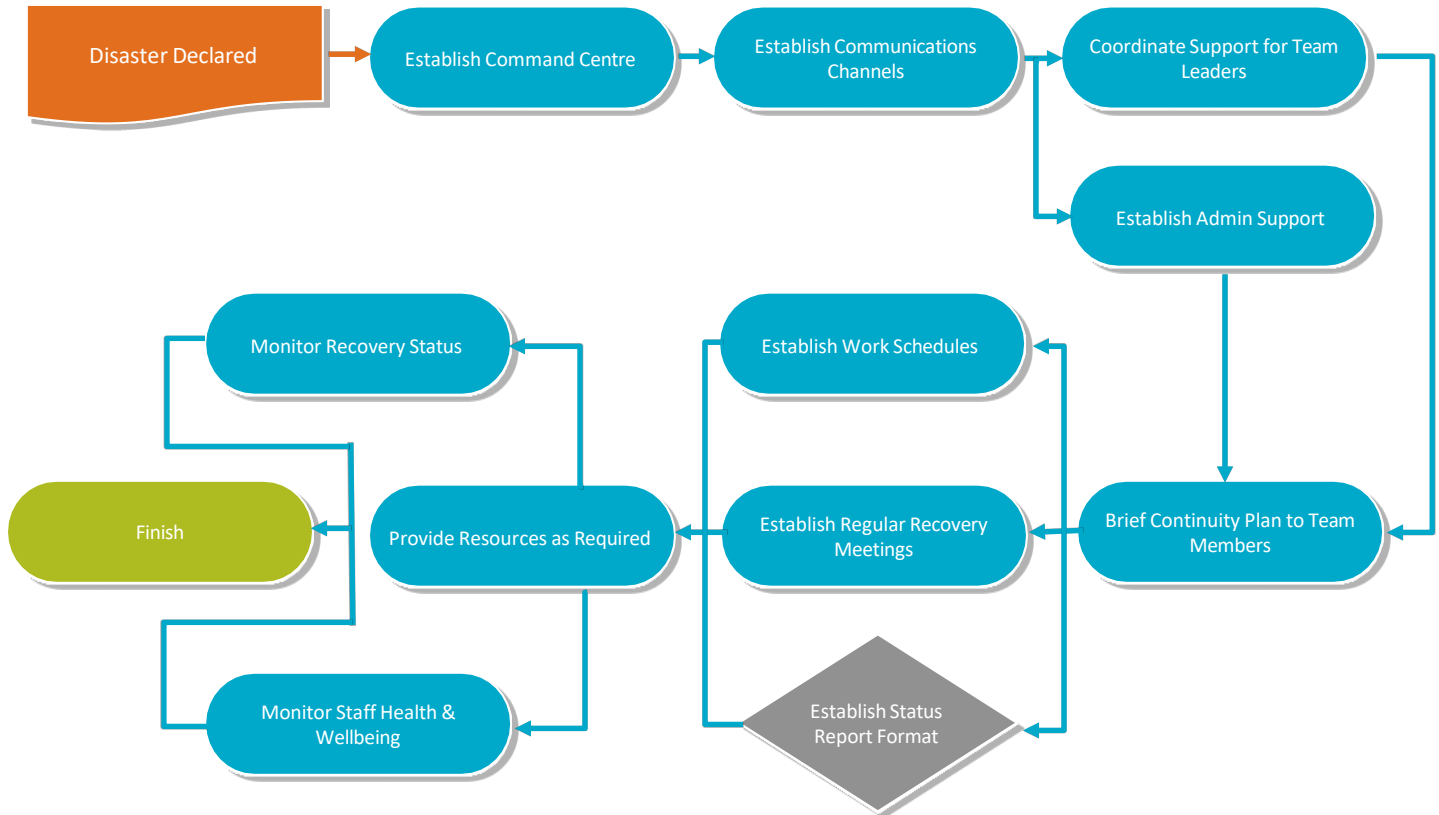 Disaster Declared
Establish Command Centre
Establish Communications
Channels
Coordinate Support for Team
Leaders
Establish Admin Support
Monitor Recovery Status
Establish Work Schedules
Finish
Provide Resources as Required
Establish Regular Recovery
Meetings
Brief Continuity Plan to Team
Members
Monitor Staff Health &
Wellbeing
Establish Status
Report Format